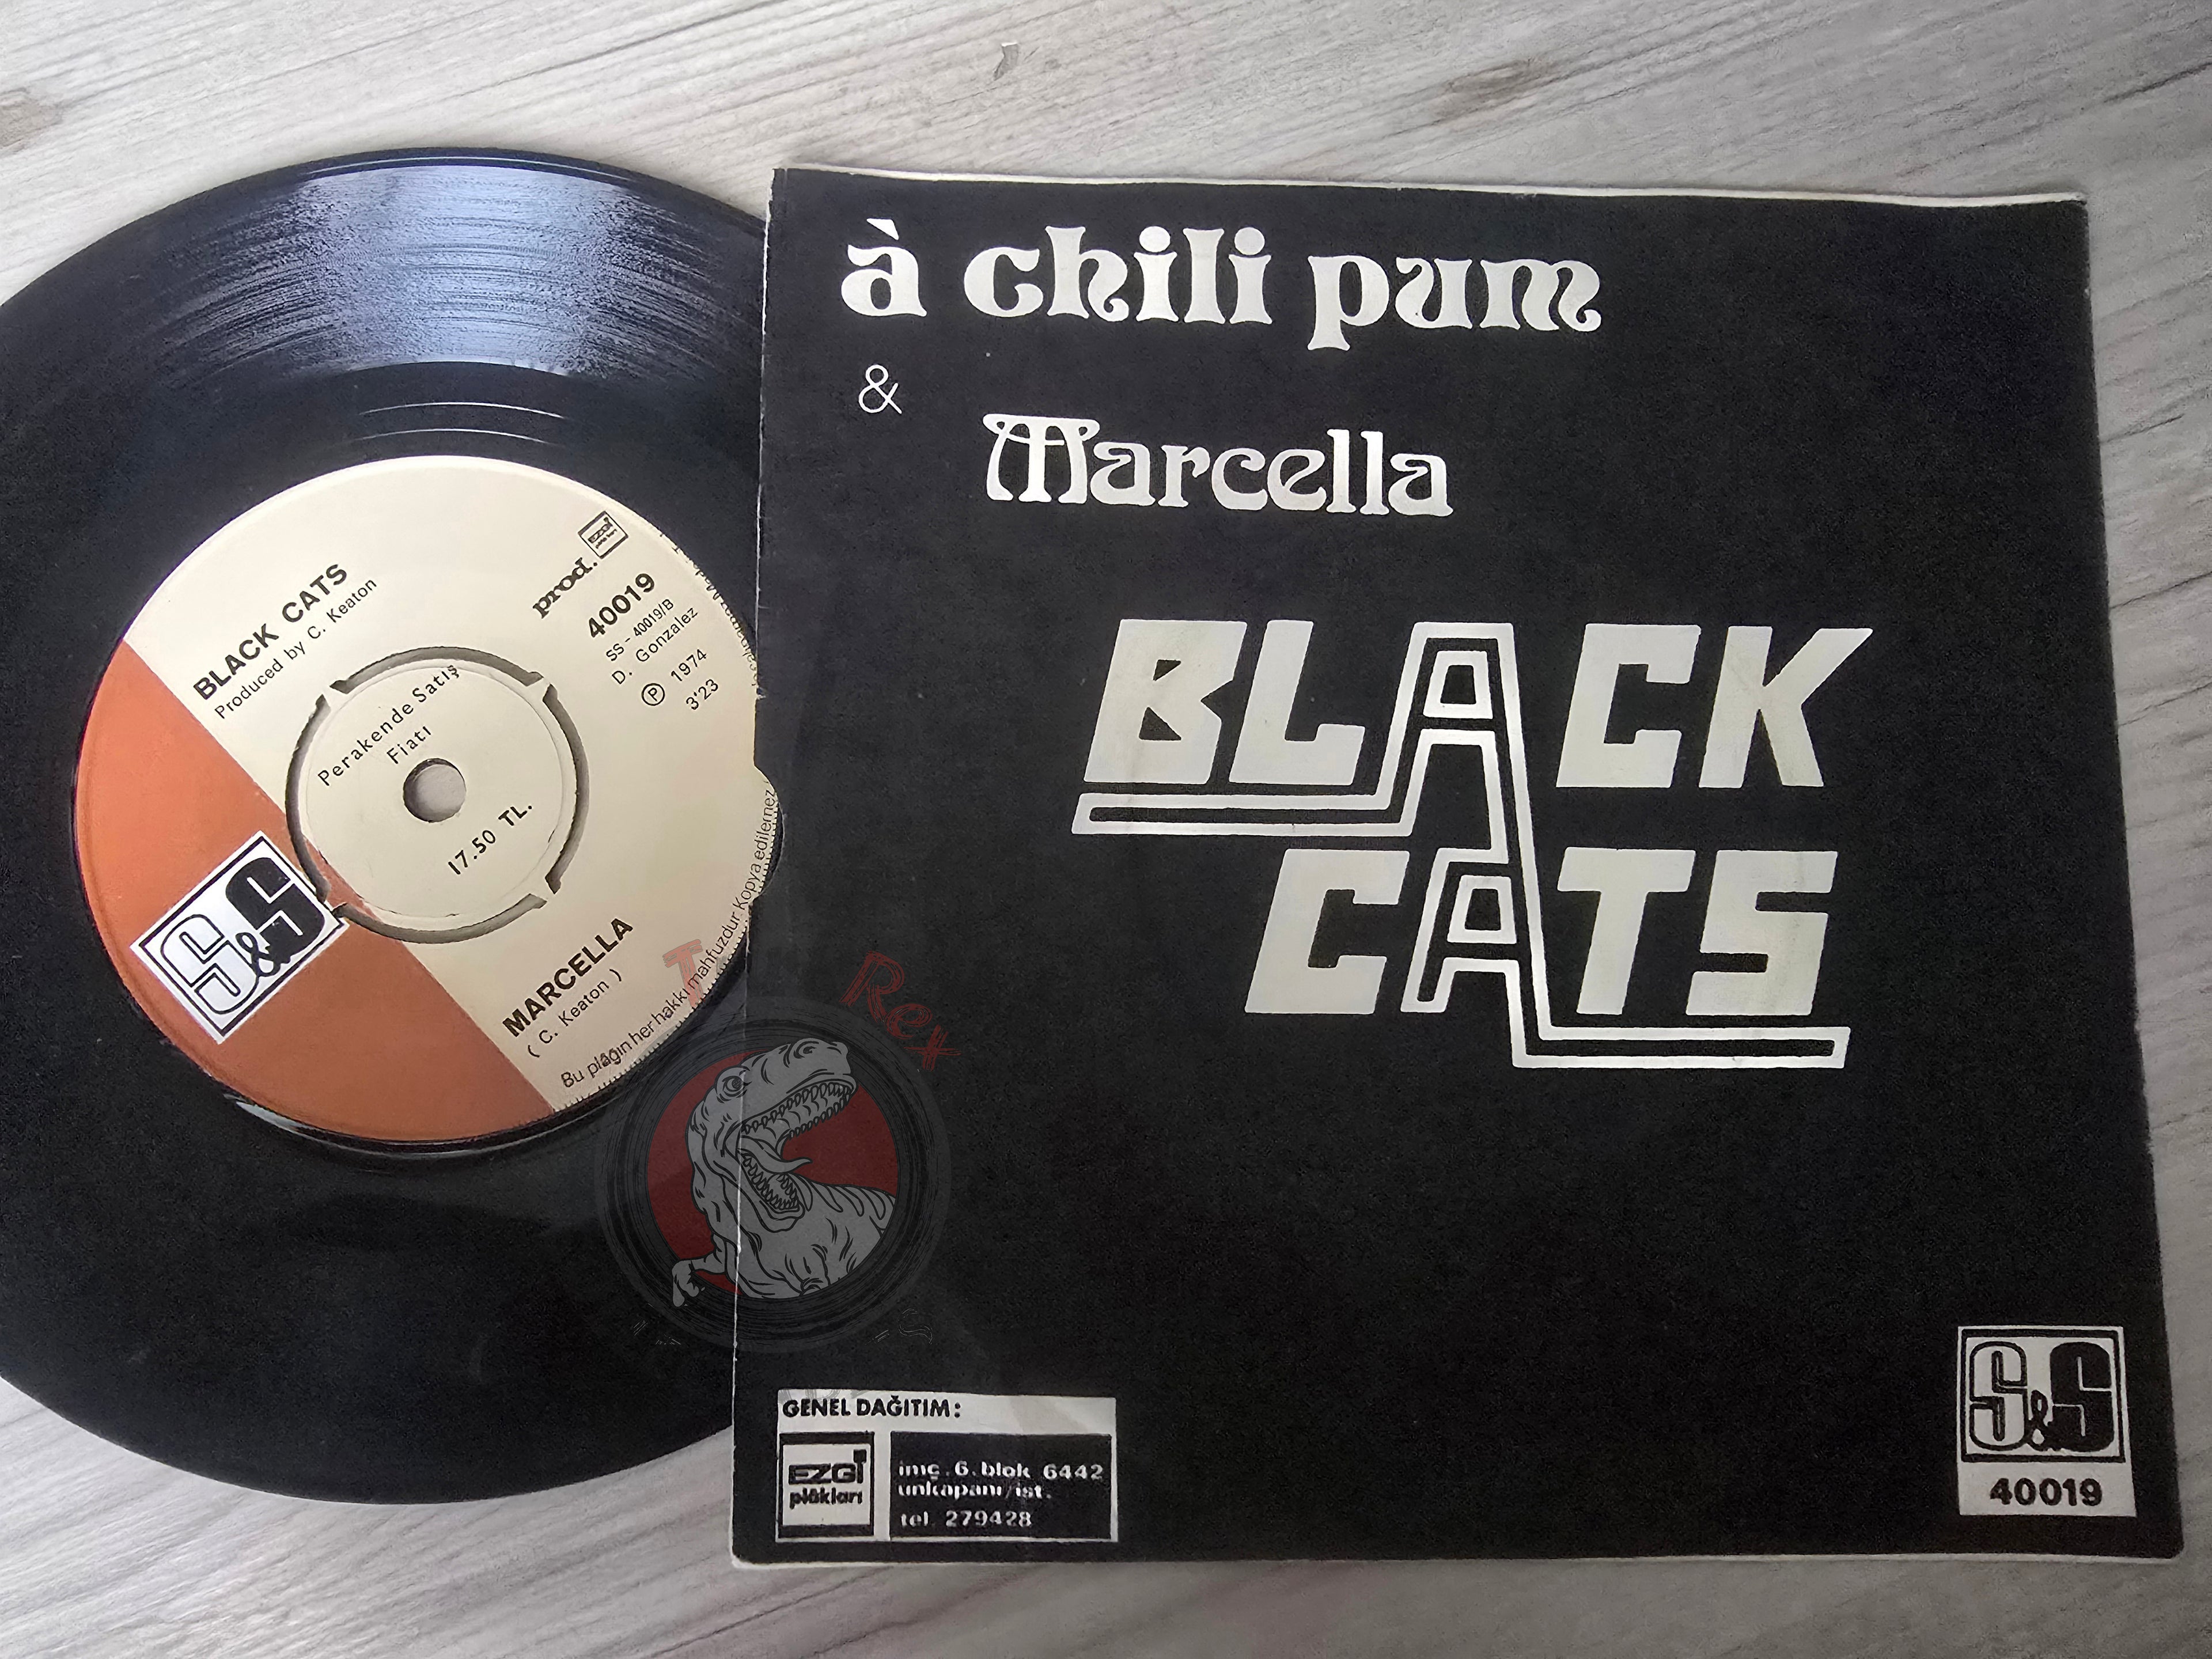 à chili pum
&
Marcella
BLACK
CATS
GENEL DAĞITIM:
EZGİ
plâkları
imç. 6. blok 6442
unkapanı/ist.
tel. 279428
S&S
40019
BLACK CATS
Produced by C. Keaton
prod. EZGİ
40019
SS - 40019/B
D. Gonzalez
Ⓟ 1974
3'23
Perakende Satış
Fiatı
17.50 TL.
S&S
MARCELLA
( C. Keaton )
Bu plağın her hakkı mahfuzdur. Kopya edilemez
Rex